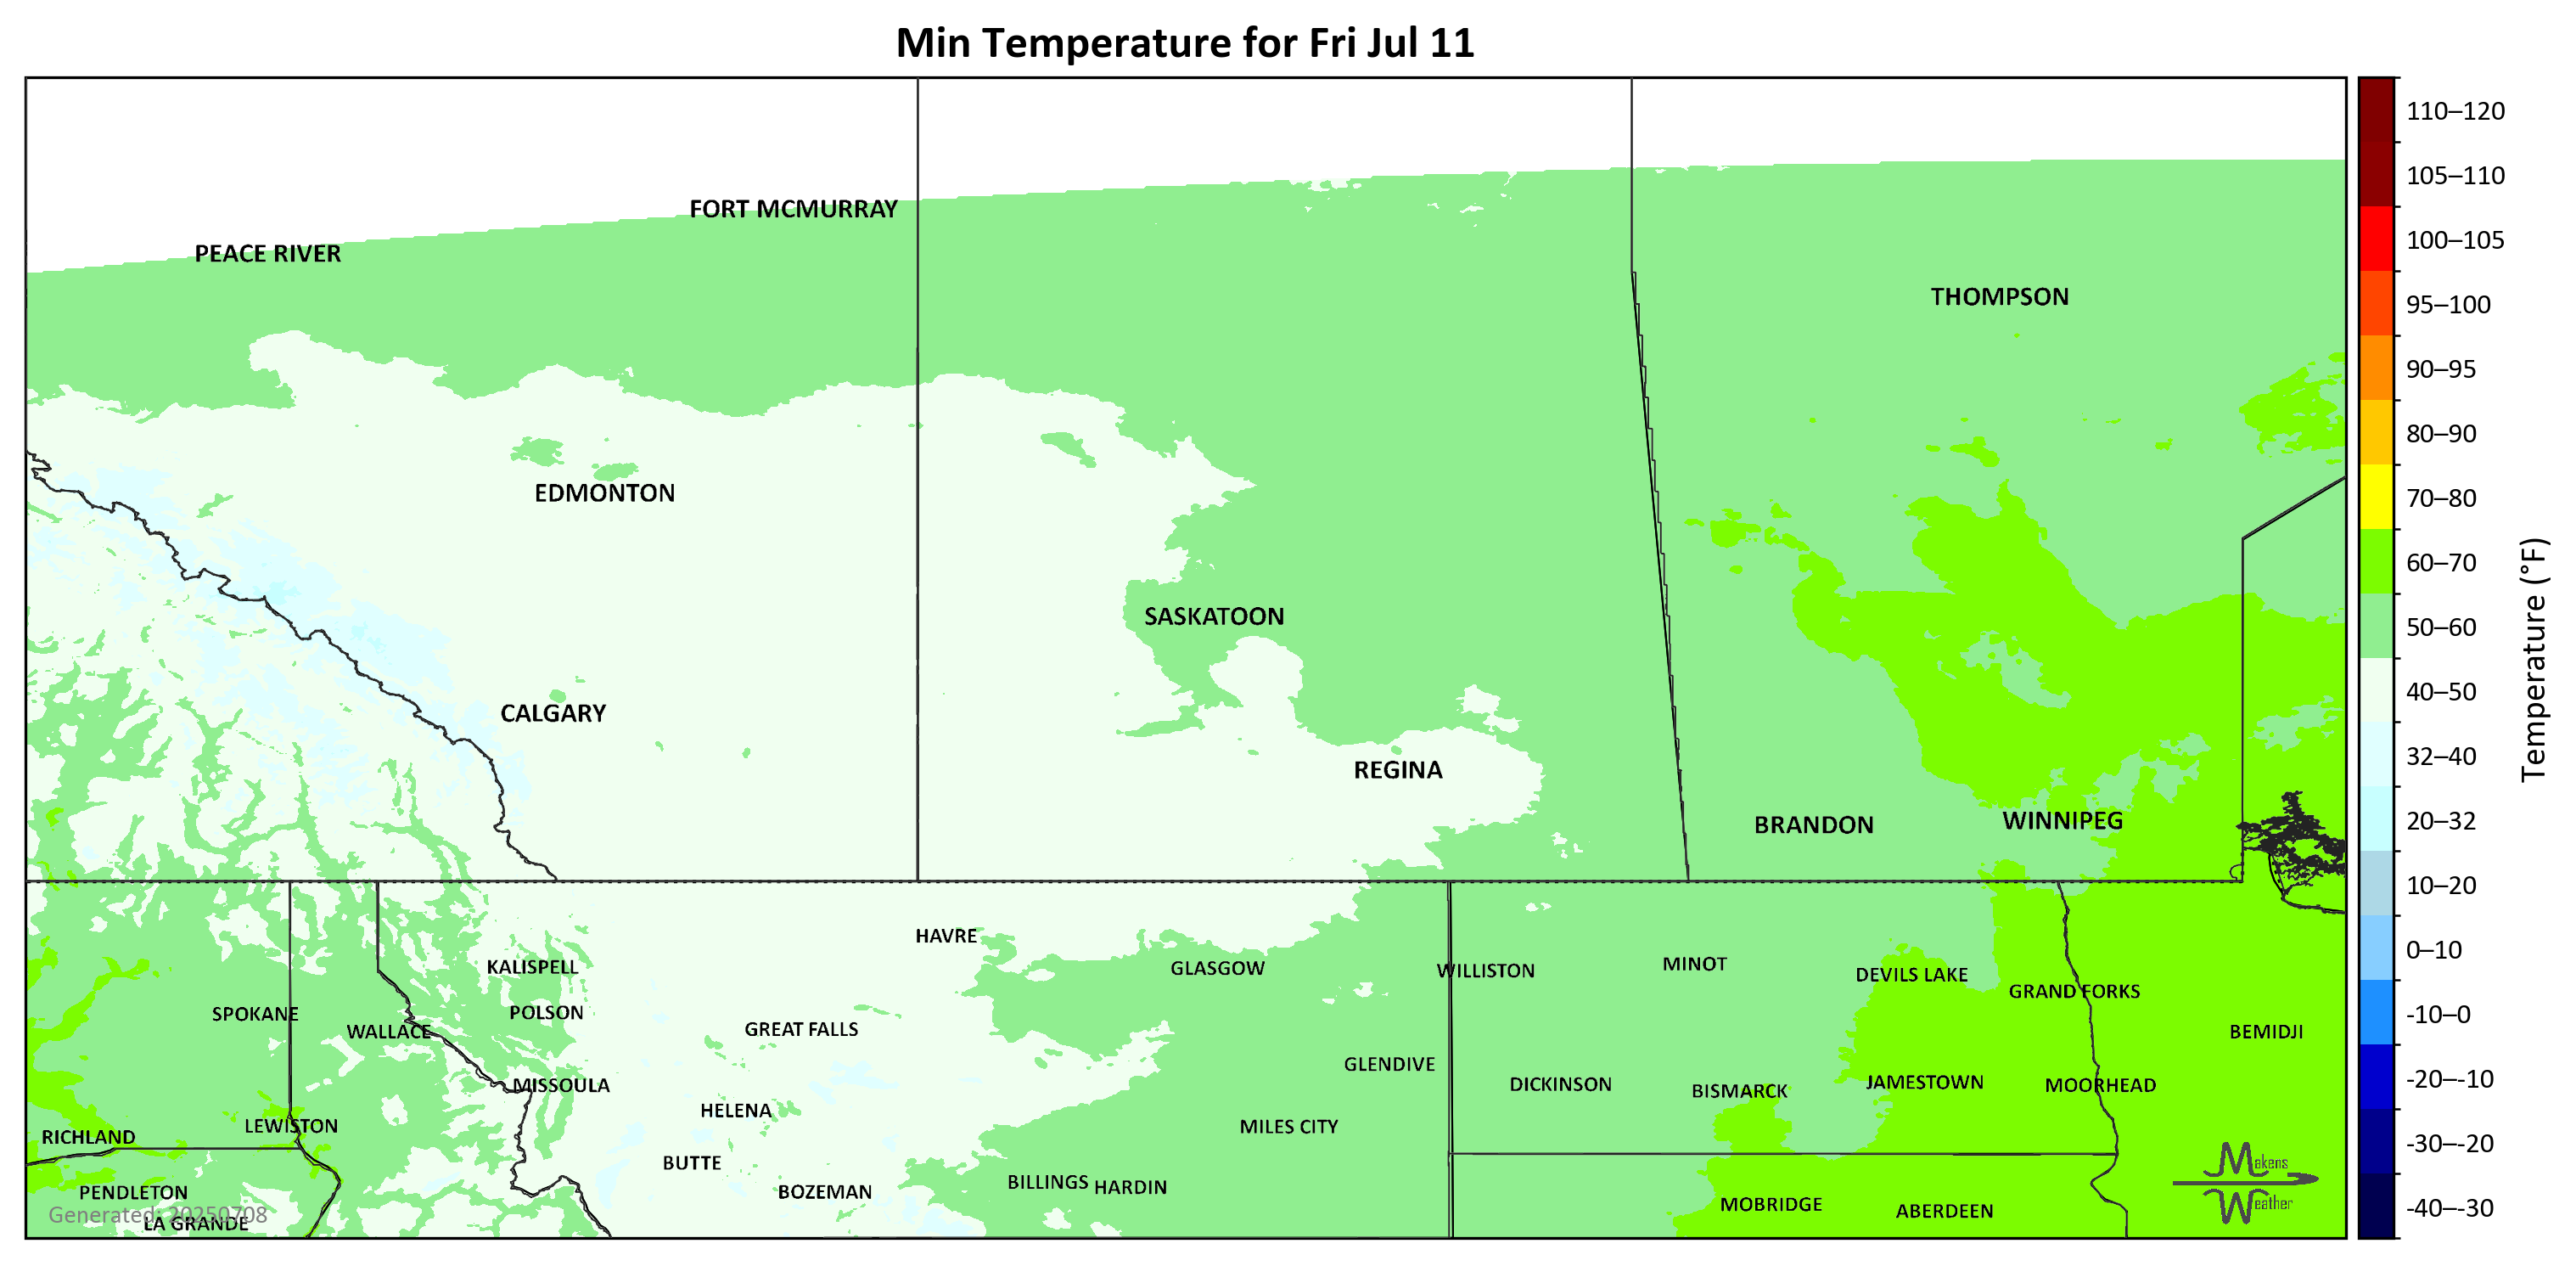 Min Temperature for Fri Jul 11
110–120
105–110
100–105
95–100
90–95
80–90
70–80
60–70
50–60
40–50
32–40
20–32
10–20
0–10
-10–0
-20–-10
-30–-20
-40–-30
Temperature (°F)
FORT MCMURRAY
PEACE RIVER
THOMPSON
EDMONTON
SASKATOON
CALGARY
REGINA
BRANDON
WINNIPEG
HAVRE
KALISPELL
GLASGOW
WILLISTON
MINOT
DEVILS LAKE
GRAND FORKS
SPOKANE
POLSON
WALLACE
GREAT FALLS
BEMIDJI
GLENDIVE
MISSOULA
DICKINSON
BISMARCK
JAMESTOWN
MOORHEAD
HELENA
LEWISTON
MILES CITY
RICHLAND
BUTTE
BILLINGS
HARDIN
PENDLETON
BOZEMAN
MOBRIDGE
ABERDEEN
Generated: 20250708
LA GRANDE
Makens
Weather